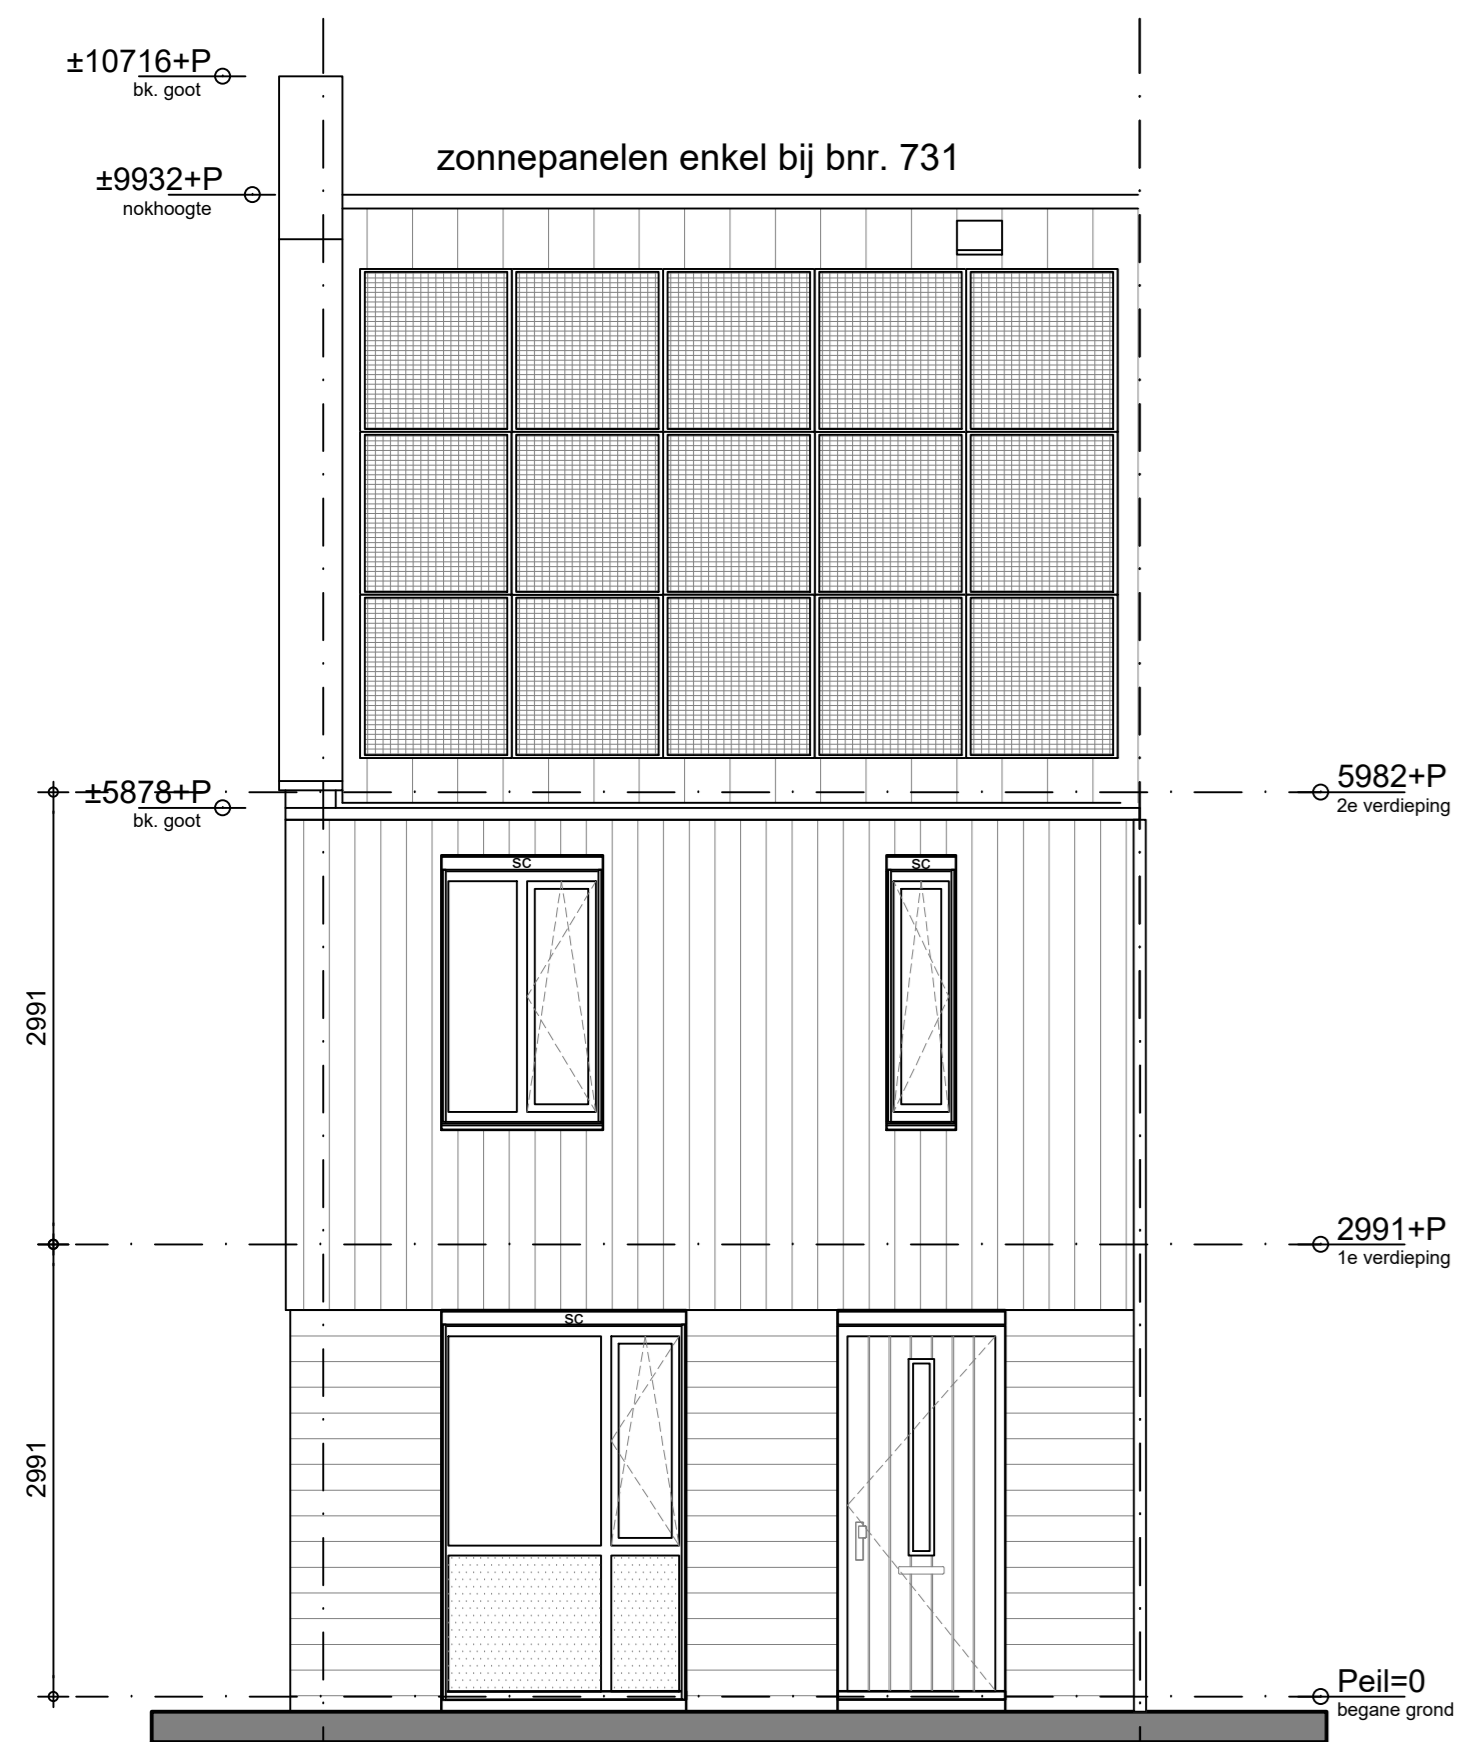 ±10716+P
bk. goot
zonnepanelen enkel bij bnr. 731
±9932+P
nokhoogte
±5878+P
bk. goot
5982+P
2e verdieping
sc
sc
2991
2991+P
1e verdieping
sc
2991
Peil=0
begane grond